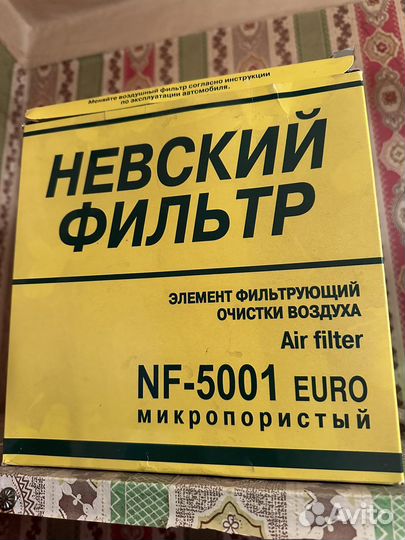 Меняйте воздушный фильтр согласно инструкции
по эксплуатации автомобиля.
НЕВСКИЙ
ФИЛЬТР
ЭЛЕМЕНТ ФИЛЬТРУЮЩИЙ
ОЧИСТКИ ВОЗДУХА
Air filter
NF-5001 EURO
микропористый
Avito